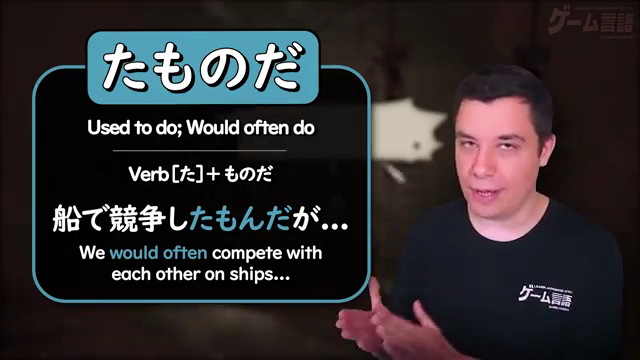 たものだ
Used to do; Would often do
Verb［た］＋ものだ
船で競争したもんだが…
We would often compete with
each other on ships...
ゲーム言語
ゲーム言語